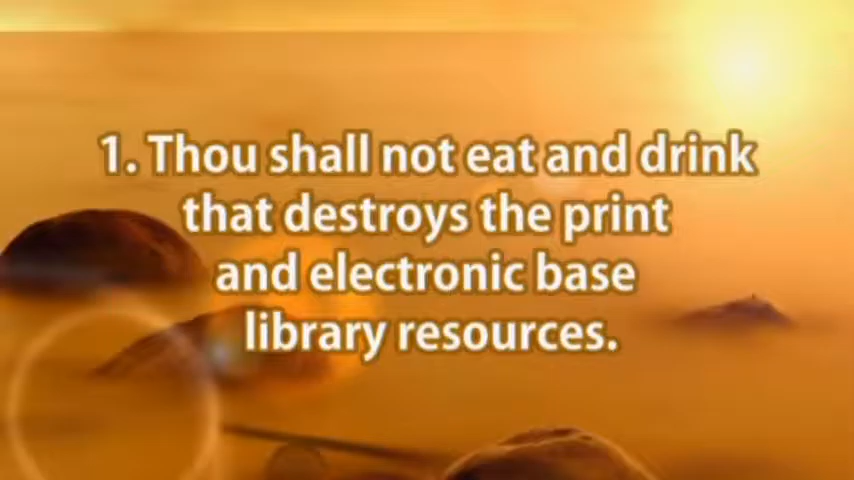 1. Thou shall not eat and drink
that destroys the print
and electronic base
library resources.